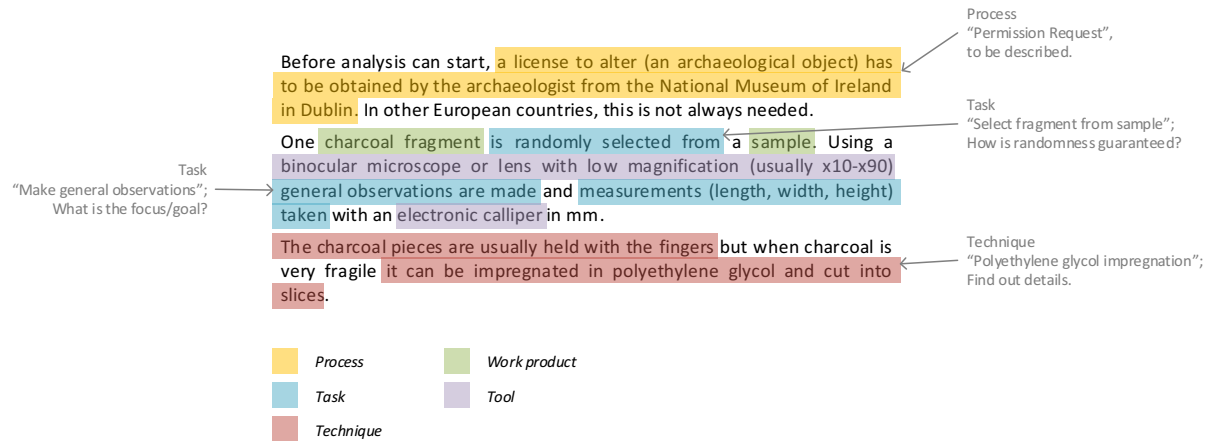 Process
“Permission Request”,
to be described.
Before analysis can start, a license to alter (an archaeological object) has
to be obtained by the archaeologist from the National Museum of Ireland
in Dublin. In other European countries, this is not always needed.
Task
“Select fragment from sample”;
How is randomness guaranteed?
One charcoal fragment is randomly selected from a sample. Using a
binocular microscope or lens with low magnification (usually x10-x90)
general observations are made and measurements (length, width, height)
taken with an electronic calliper in mm.
Task
“Make general observations”;
What is the focus/goal?
The charcoal pieces are usually held with the fingers but when charcoal is
very fragile it can be impregnated in polyethylene glycol and cut into
slices.
Technique
“Polyethylene glycol impregnation”;
Find out details.
Process
Work product
Task
Tool
Technique